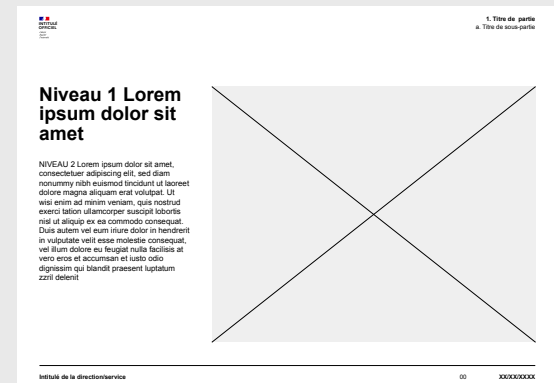 INTITULÉ
OFFICIEL
1. Titre de partie
a. Titre de sous-partie
Niveau 1 Lorem
ipsum dolor sit
amet
NIVEAU 2 Lorem ipsum dolor sit amet,
consectetuer adipiscing elit, sed diam
nonummy nibh euismod tincidunt ut laoreet
dolore magna aliquam erat volutpat. Ut
wisi enim ad minim veniam, quis nostrud
exerci tation ullamcorper suscipit lobortis
nisl ut aliquip ex ea commodo consequat.
Duis autem vel eum iriure dolor in hendrerit
in vulputate velit esse molestie consequat,
vel illum dolore eu feugiat nulla facilisis at
vero eros et accumsan et iusto odio
dignissim qui blandit praesent luptatum
zzril delenit
Intitulé de la direction/service
00
XX/XX/XXXX